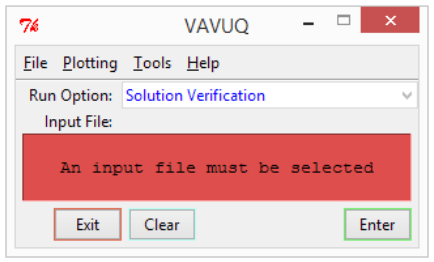 VAVUQ
File Plotting Tools Help
Run Option: Solution Verification
Input File:
An input file must be selected
Exit Clear Enter